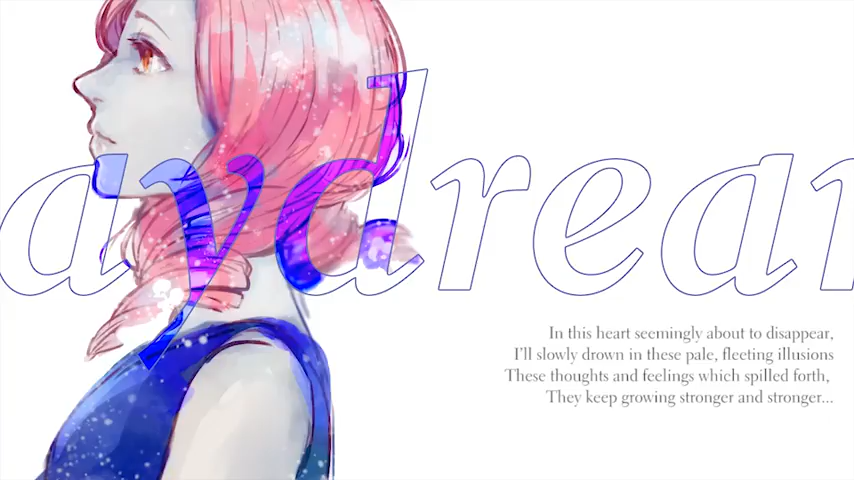 aydrear
In this heart seemingly about to disappear,
I'll slowly drown in these pale, fleeting illusions
These thoughts and feelings which spilled forth,
They keep growing stronger and stronger...